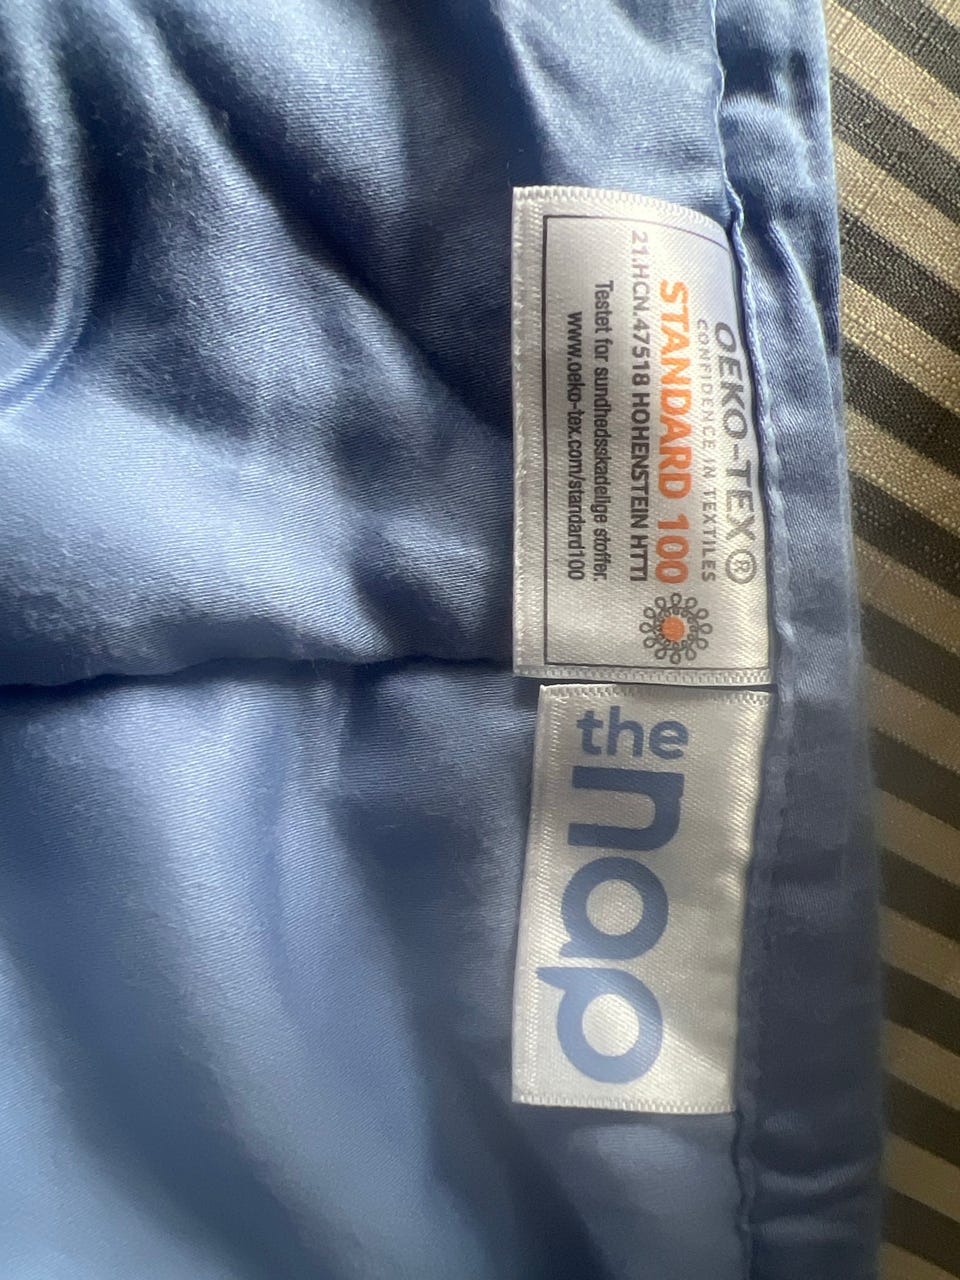 OEKO-TEX®
CONFIDENCE IN TEXTILES
STANDARD 100
21.HCN.47518 HOHENSTEIN HTTI
Testet for sundhedsskadelige stoffer.
www.oeko-tex.com/standard100
the
nap